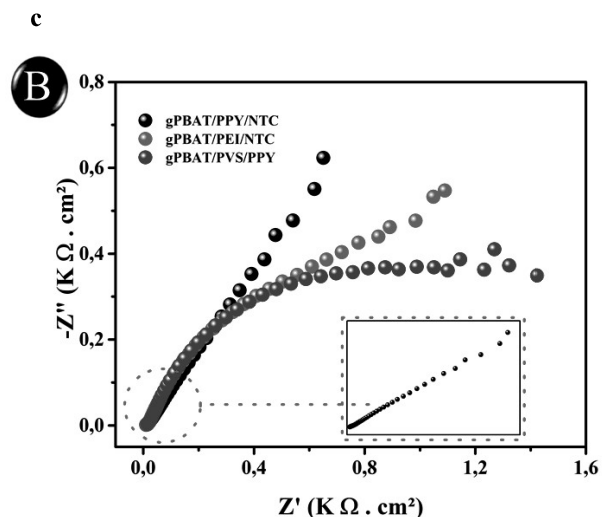 c
B
0,8
0,6
0,4
0,2
0,0
-Z'' (K Ω . cm²)
gPBAT/PPY/NTC
gPBAT/PEI/NTC
gPBAT/PVS/PPY
0,0 0,4 0,8 1,2 1,6
Z' (K Ω . cm²)